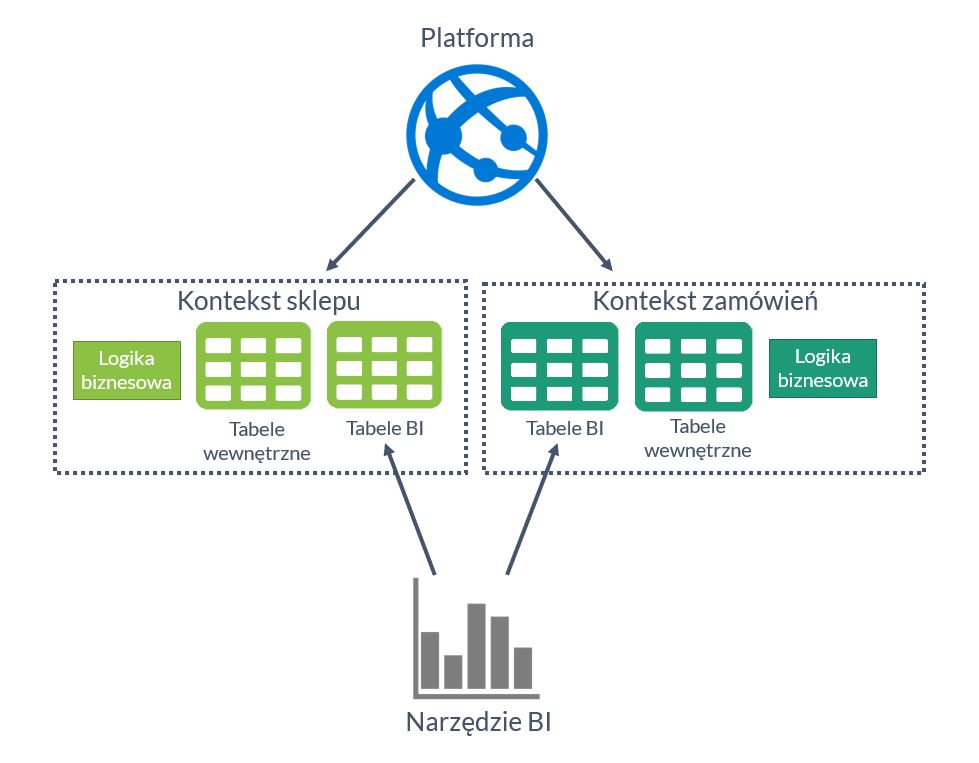 Platforma
Kontekst sklepu
Logika
biznesowa
Tabele
wewnętrzne
Tabele BI
Kontekst zamówień
Tabele BI
Tabele
wewnętrzne
Logika
biznesowa
Narzędzie BI